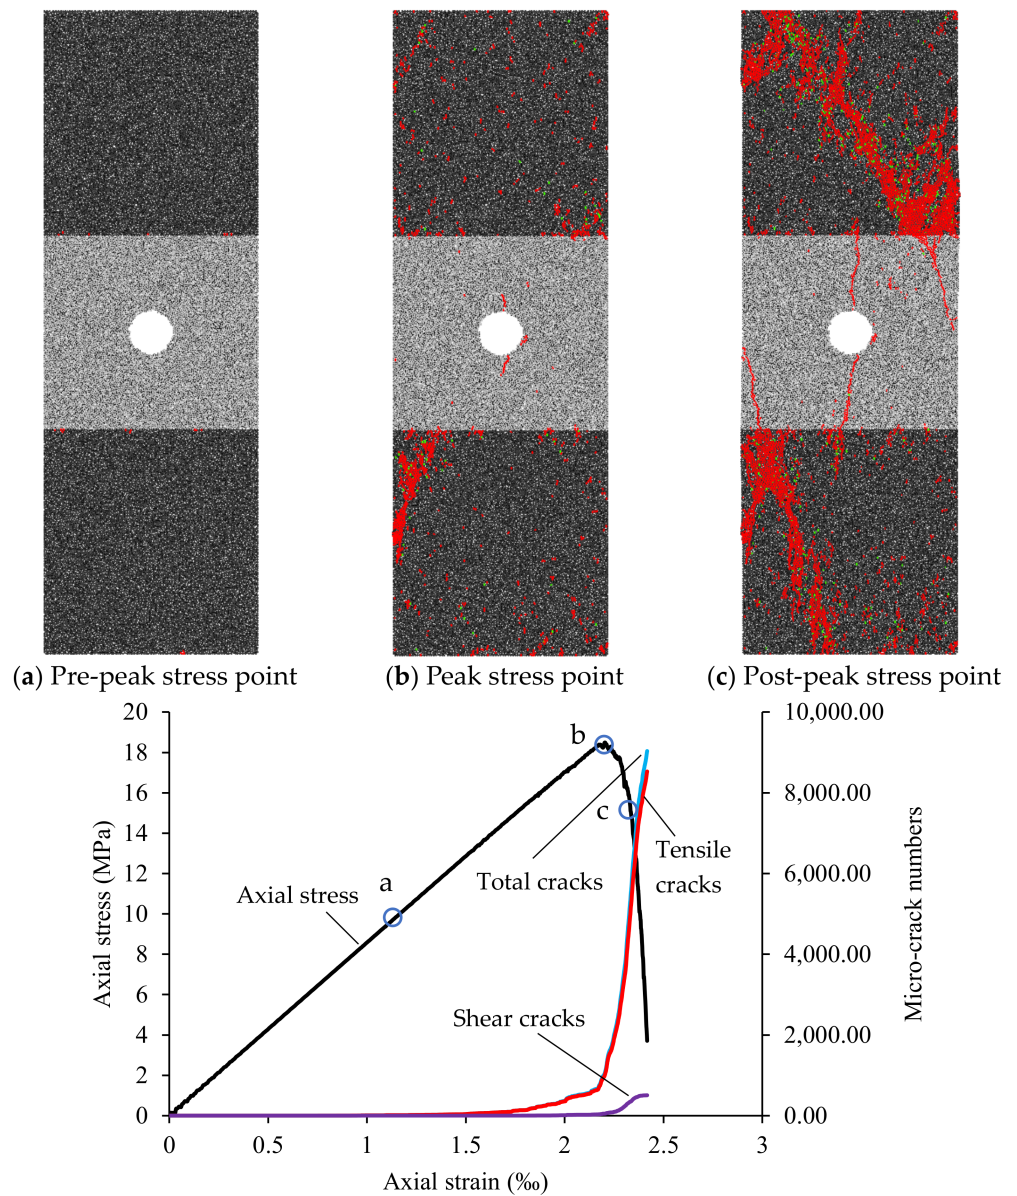 (a) Pre-peak stress point
(b) Peak stress point
(c) Post-peak stress point
20
18
16
14
12
10
8
6
4
2
0
Axial stress (MPa)
10,000.00
8,000.00
6,000.00
4,000.00
2,000.00
0.00
Micro-crack numbers
b
c
a
Axial stress
Total cracks
Tensile
cracks
Shear cracks
0
0.5
1
1.5
2
2.5
3
Axial strain (‰)